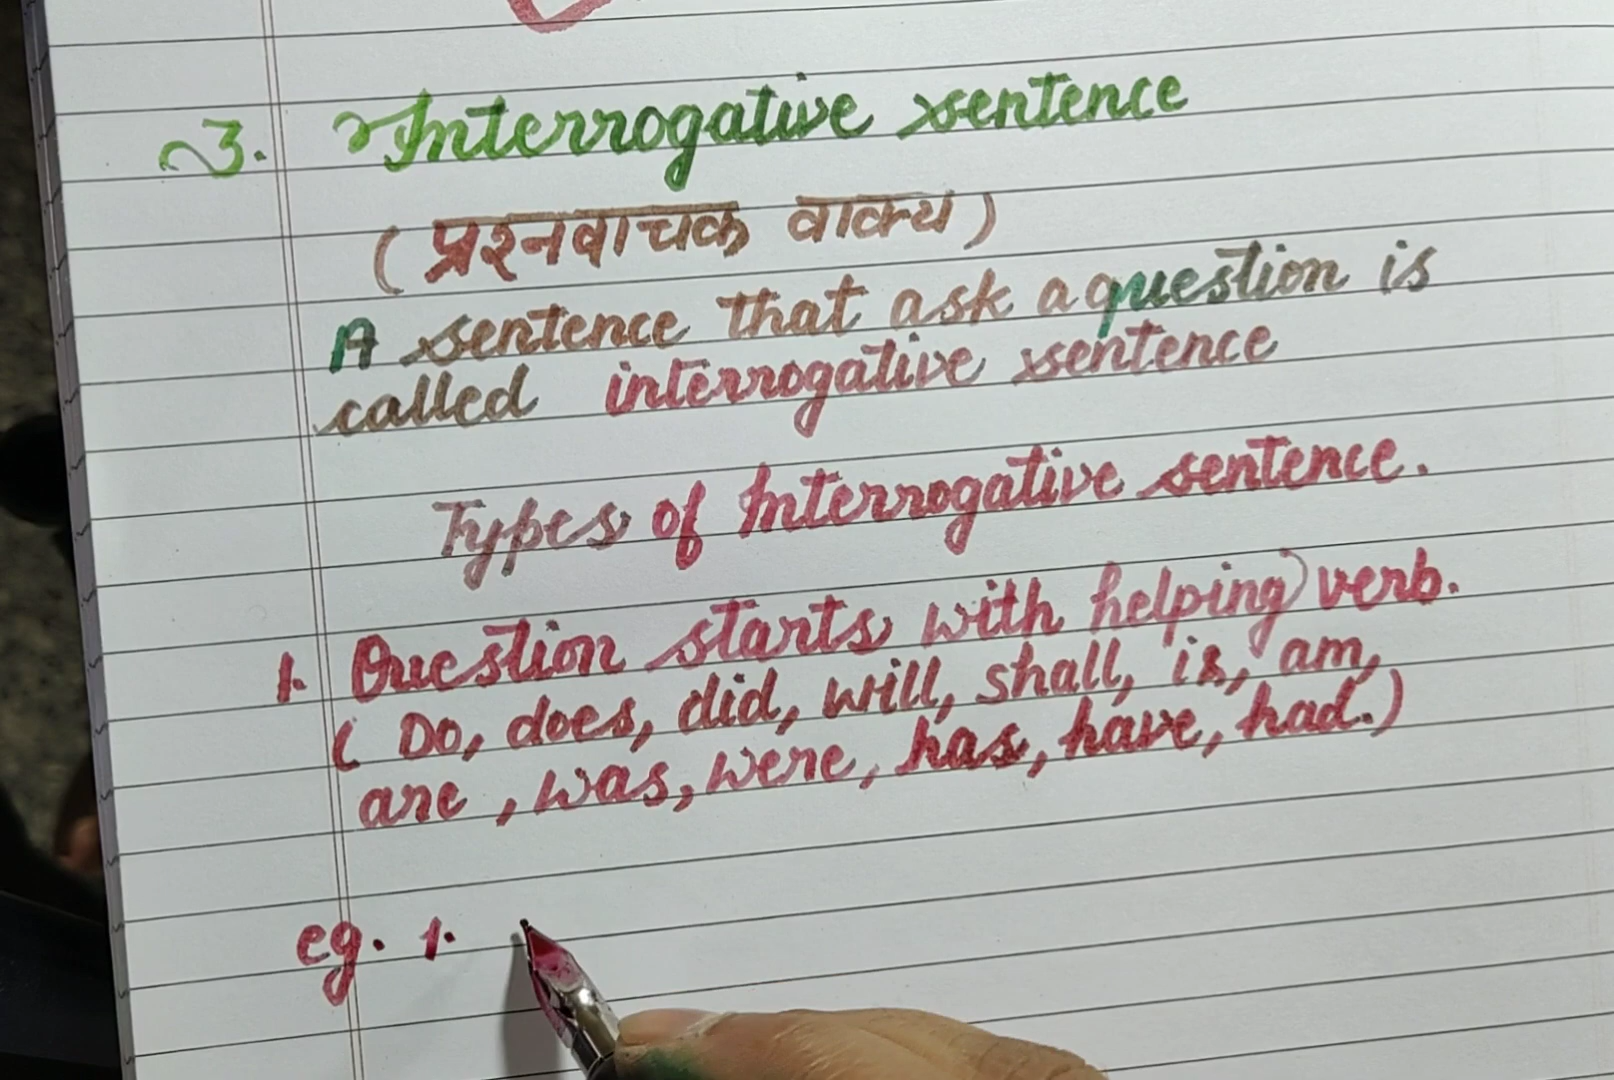 3. Interrogative sentence
( प्रश्नवाचक वाक्य )
A sentence that ask a question is
called interrogative sentence
Types of Interrogative sentence.
1. Question starts with helping verb.
( Do, does, did, will, shall, is, am,
are, was, were, has, have, had.)
eg. 1.